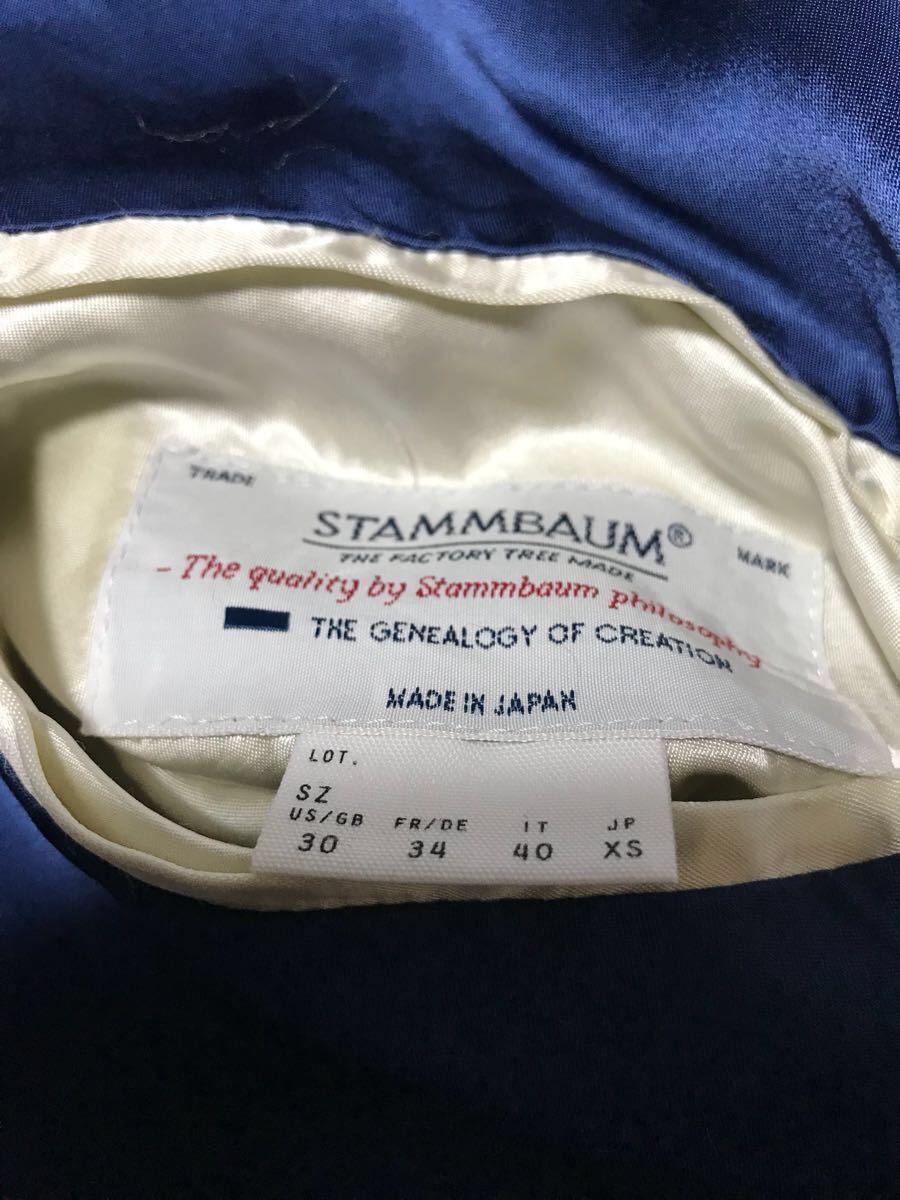 TRADE
STAMMBAUM®
MARK
THE FACTORY TREE MADE
- The quality by Stammbaum philosophy -
THE GENEALOGY OF CREATION
MADE IN JAPAN
LOT.
SZ
US/GB FR/DE IT JP
30 34 40 XS